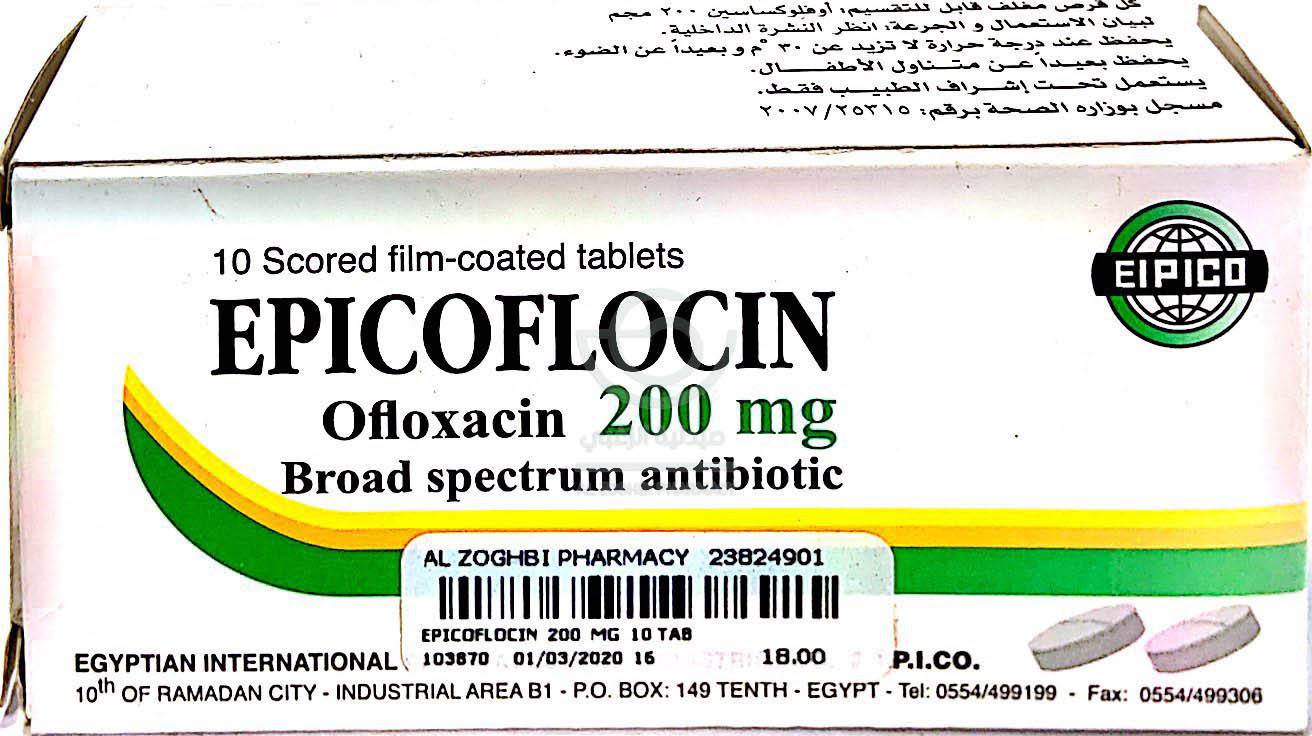 كل قرص مغلف قابل للتقسيم: أوفلوكساسين ٢٠٠ مجم
لبيان الاستعمال و الجرعة: انظر النشرة الداخلية.
يحفظ عند درجة حرارة لا تزيد عن ٣٠ °م و بعيداً عن الضوء.
يحفظ بعيداً عن متناول الأطفال.
يستعمل تحت إشراف الطبيب فقط.
مسجل بوزاره الصحة برقم: ٢٠٠٧/٢٥٣١٥
10 Scored film-coated tablets
EIPICO
EPICOFLOCIN
Ofloxacin 200 mg
صيدلية الزغبي
Broad spectrum antibiotic
AL ZOGHBI PHARMACY 23824901
EPICOFLOCIN 200 MG 10 TAB
103870 01/03/2020 16 18.00
EGYPTIAN INTERNATIONAL P.I.CO.
10th OF RAMADAN CITY - INDUSTRIAL AREA B1 - P.O. BOX: 149 TENTH - EGYPT - Tel: 0554/499199 - Fax: 0554/499306